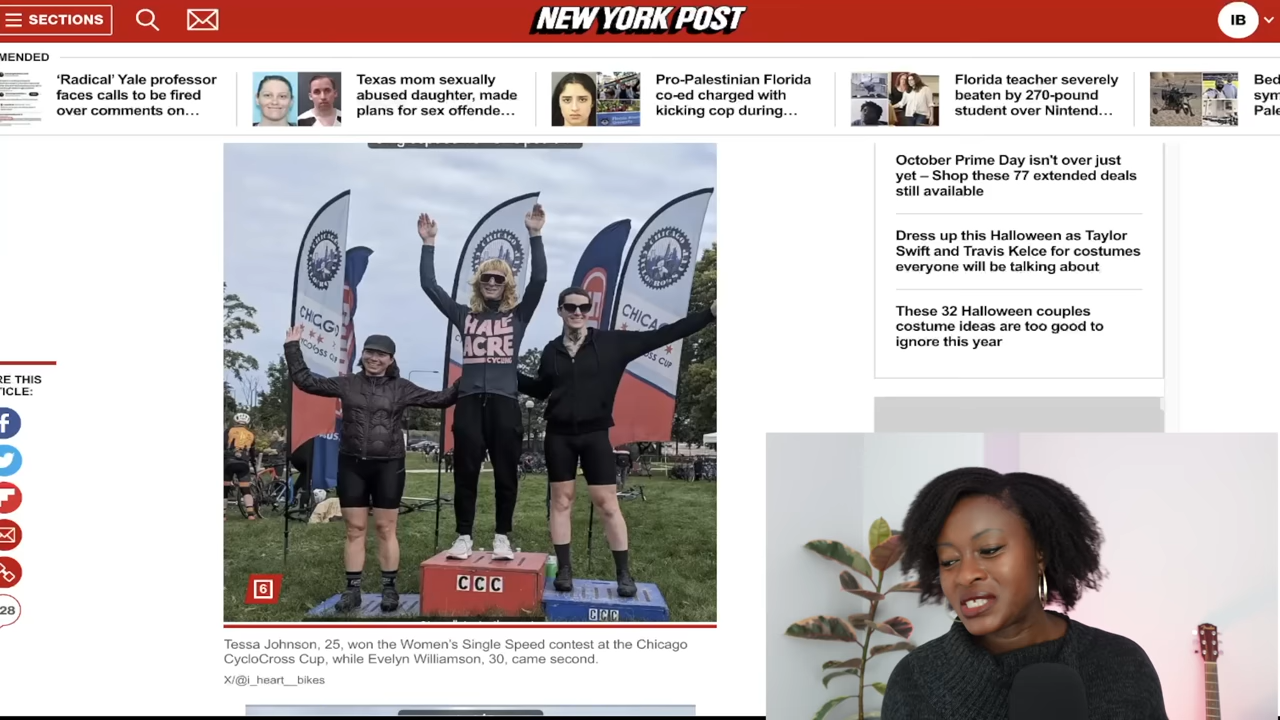 SECTIONS
NEW YORK POST
IB
MENDED
'Radical' Yale professor
faces calls to be fired
over comments on...
Texas mom sexually
abused daughter, made
plans for sex offende...
Pro-Palestinian Florida
co-ed charged with
kicking cop during...
Florida teacher severely
beaten by 270-pound
student over Nintend...
Bed
sym
Pale
October Prime Day isn't over just
yet – Shop these 77 extended deals
still available
Dress up this Halloween as Taylor
Swift and Travis Kelce for costumes
everyone will be talking about
These 32 Halloween couples
costume ideas are too good to
ignore this year
RE THIS
TICLE:
28
CHICAGO
CHICA
HALF
ACRE
CYCLING
CCC
CCC
6
Tessa Johnson, 25, won the Women's Single Speed contest at the Chicago
CycloCross Cup, while Evelyn Williamson, 30, came second.
X/@i_heart__bikes